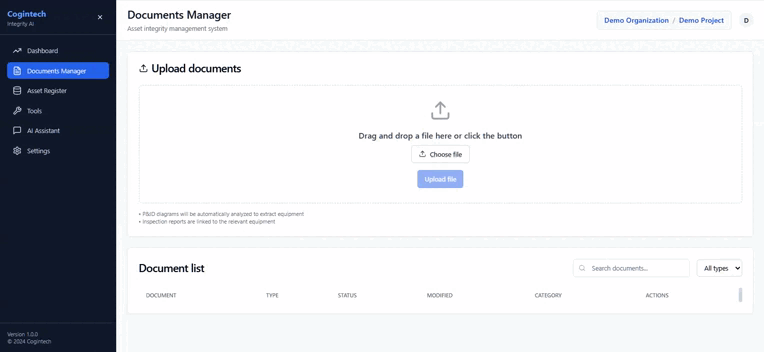 Cogintech
Integrity AI
Dashboard
Documents Manager
Asset Register
Tools
AI Assistant
Settings
Version 1.0.0
© 2024 Cogintech
Documents Manager
Asset integrity management system
Demo Organization / Demo Project
D
Upload documents
Drag and drop a file here or click the button
Choose file
Upload file
• P&ID diagrams will be automatically analyzed to extract equipment
• Inspection reports are linked to the relevant equipment
Document list
Search documents...
All types
DOCUMENT TYPE STATUS MODIFIED CATEGORY ACTIONS